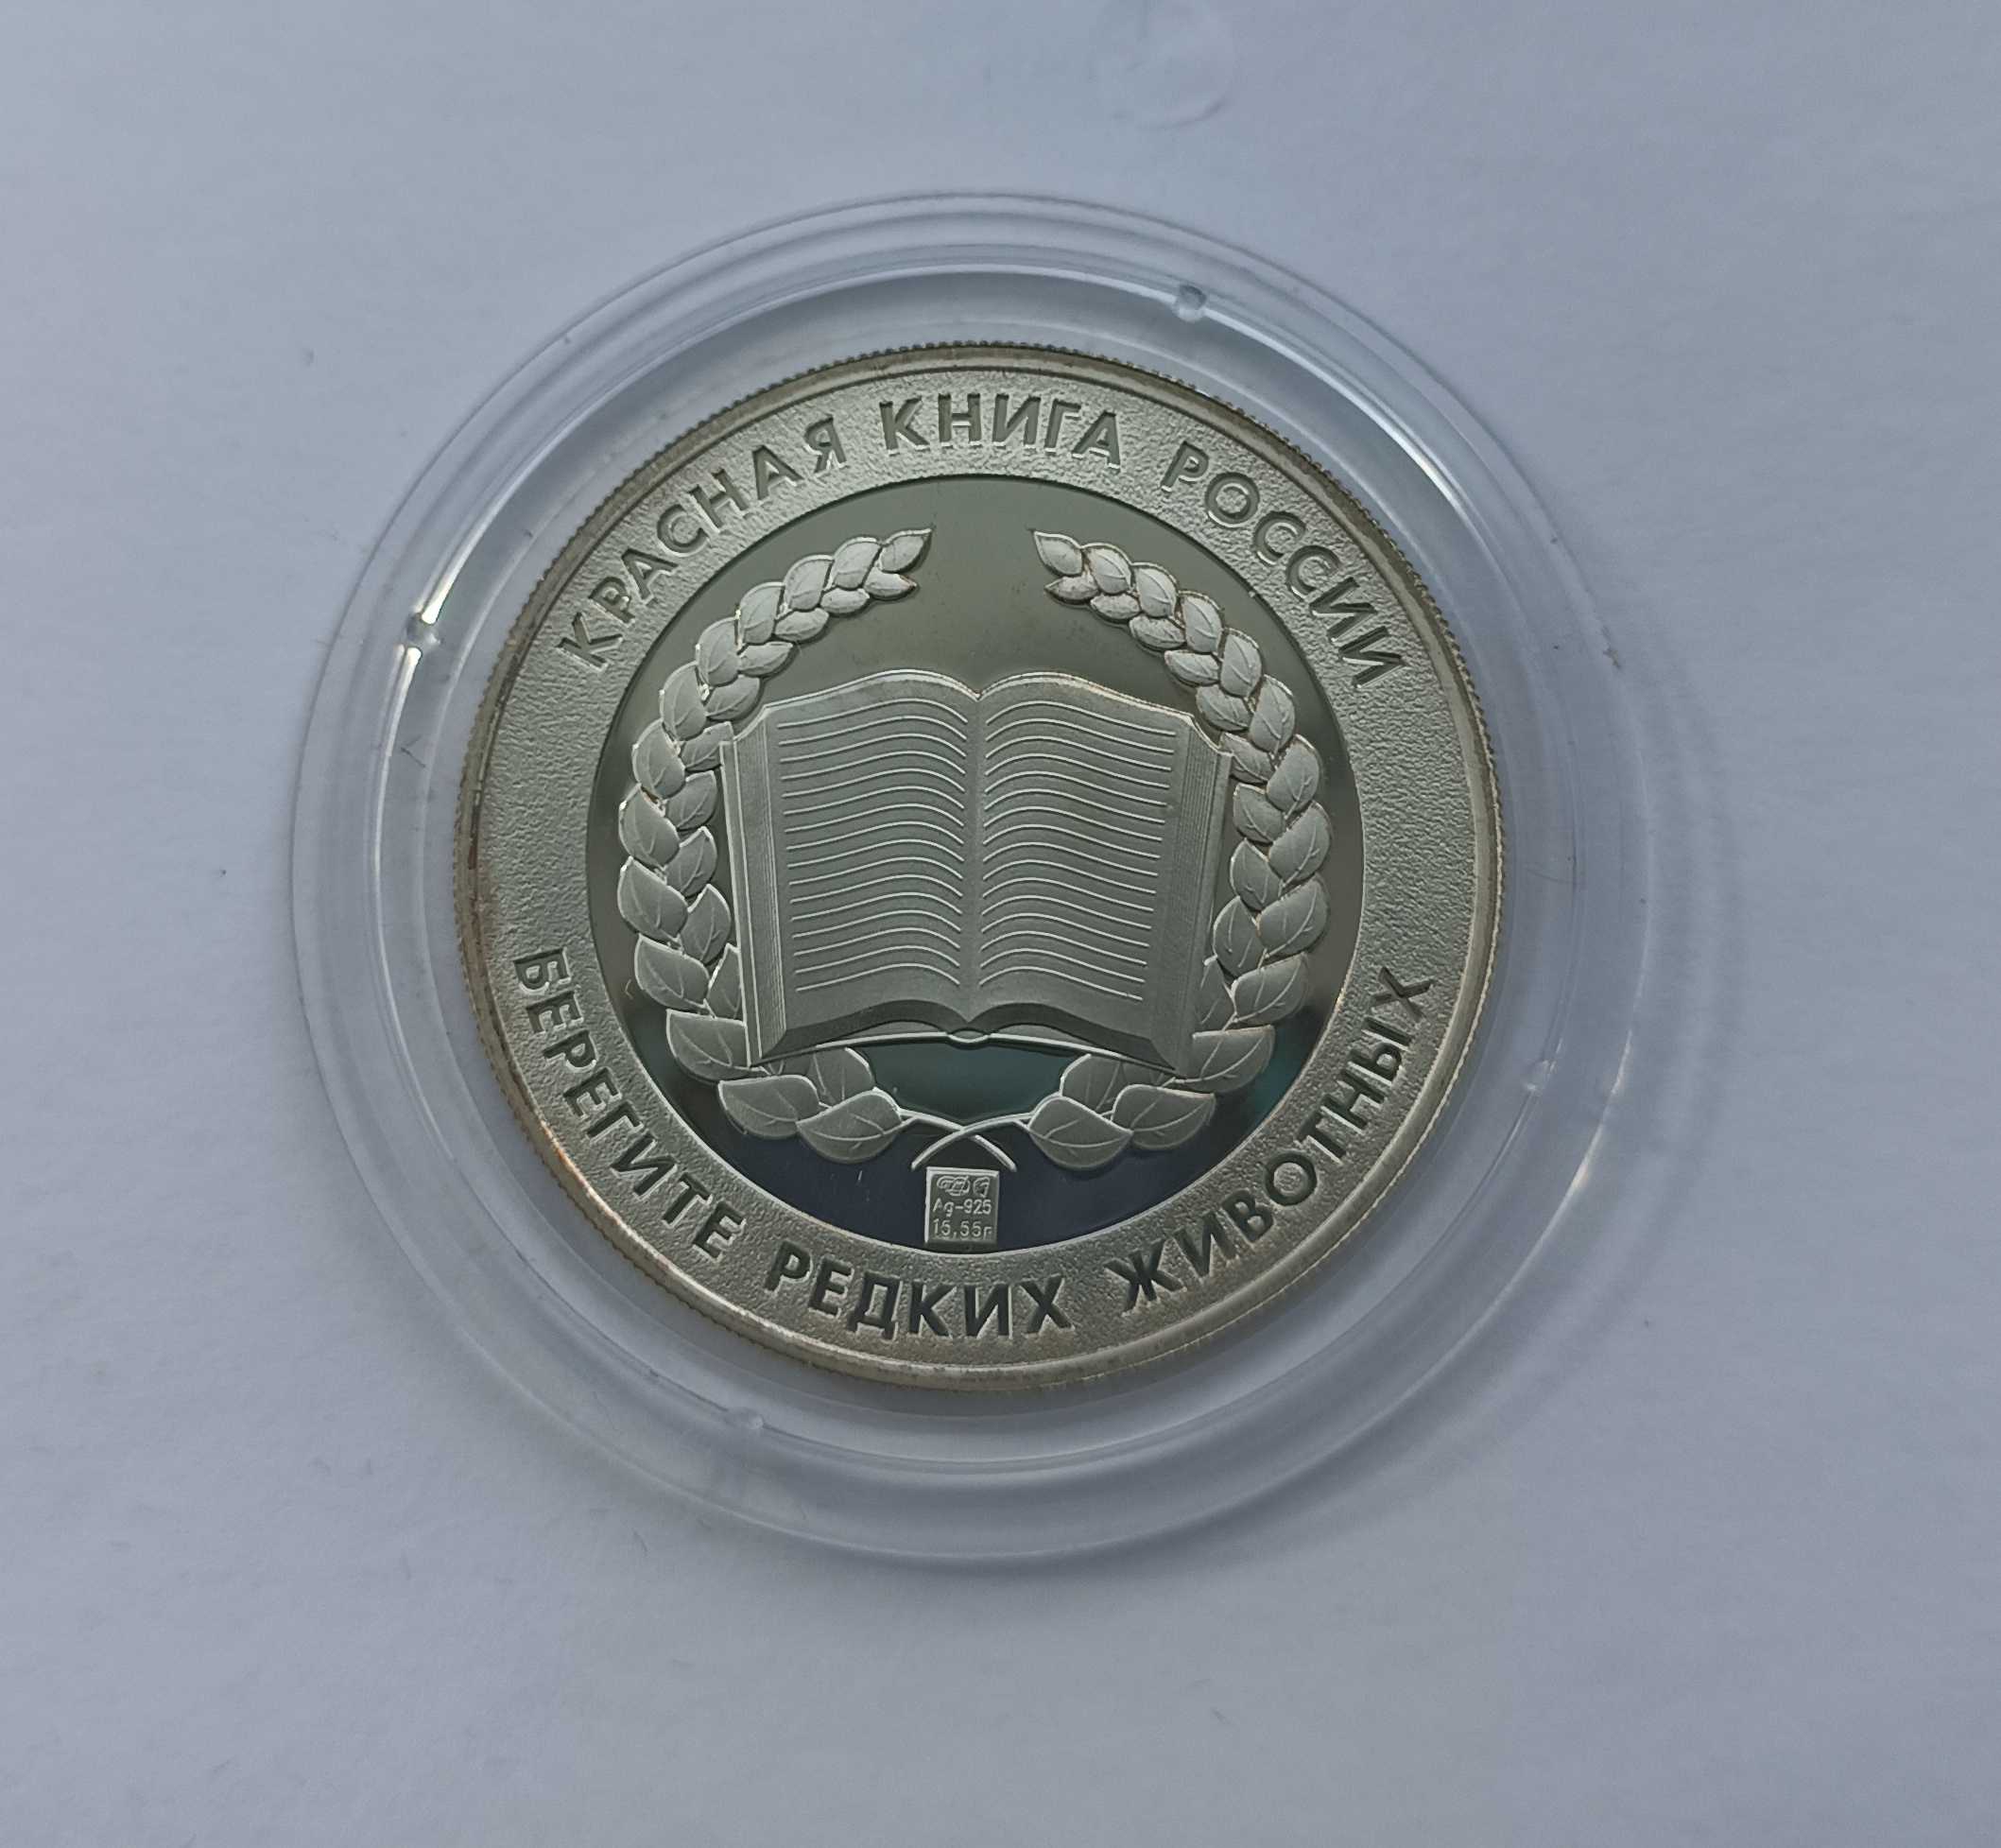 КРАСНАЯ КНИГА РОССИИ
Ag-925
15,55г
БЕРЕГИТЕ РЕДКИХ ЖИВОТНЫХ